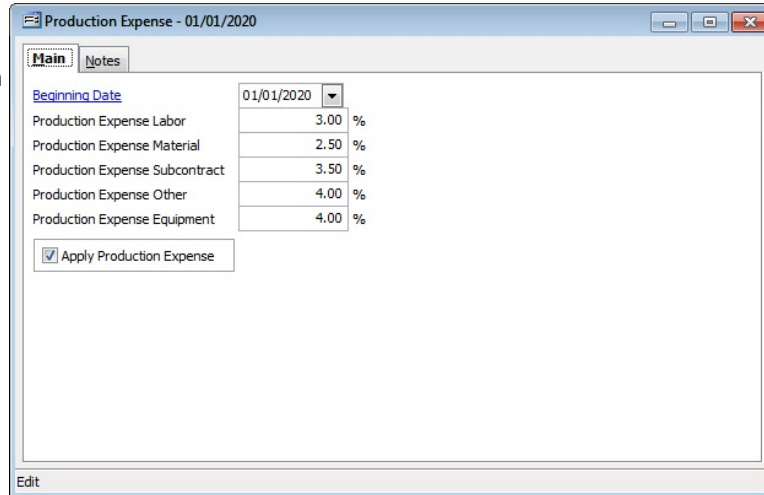 Production Expense - 01/01/2020
Main Notes
Beginning Date 01/01/2020
Production Expense Labor 3.00 %
Production Expense Material 2.50 %
Production Expense Subcontract 3.50 %
Production Expense Other 4.00 %
Production Expense Equipment 4.00 %
Apply Production Expense
Edit